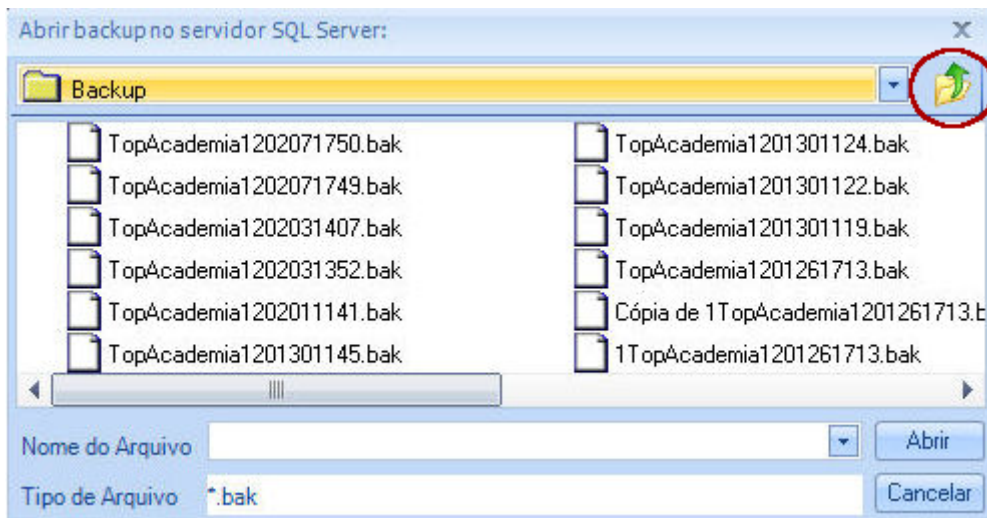 Abrir backup no servidor SQL Server:
Backup
TopAcademia1202071750.bak
TopAcademia1202071749.bak
TopAcademia1202031407.bak
TopAcademia1202031352.bak
TopAcademia1202011141.bak
TopAcademia1201301145.bak
TopAcademia1201301124.bak
TopAcademia1201301122.bak
TopAcademia1201301119.bak
TopAcademia1201261713.bak
Cópia de 1TopAcademia1201261713.b
1TopAcademia1201261713.bak
Nome do Arquivo
Abrir
Tipo de Arquivo *.bak
Cancelar